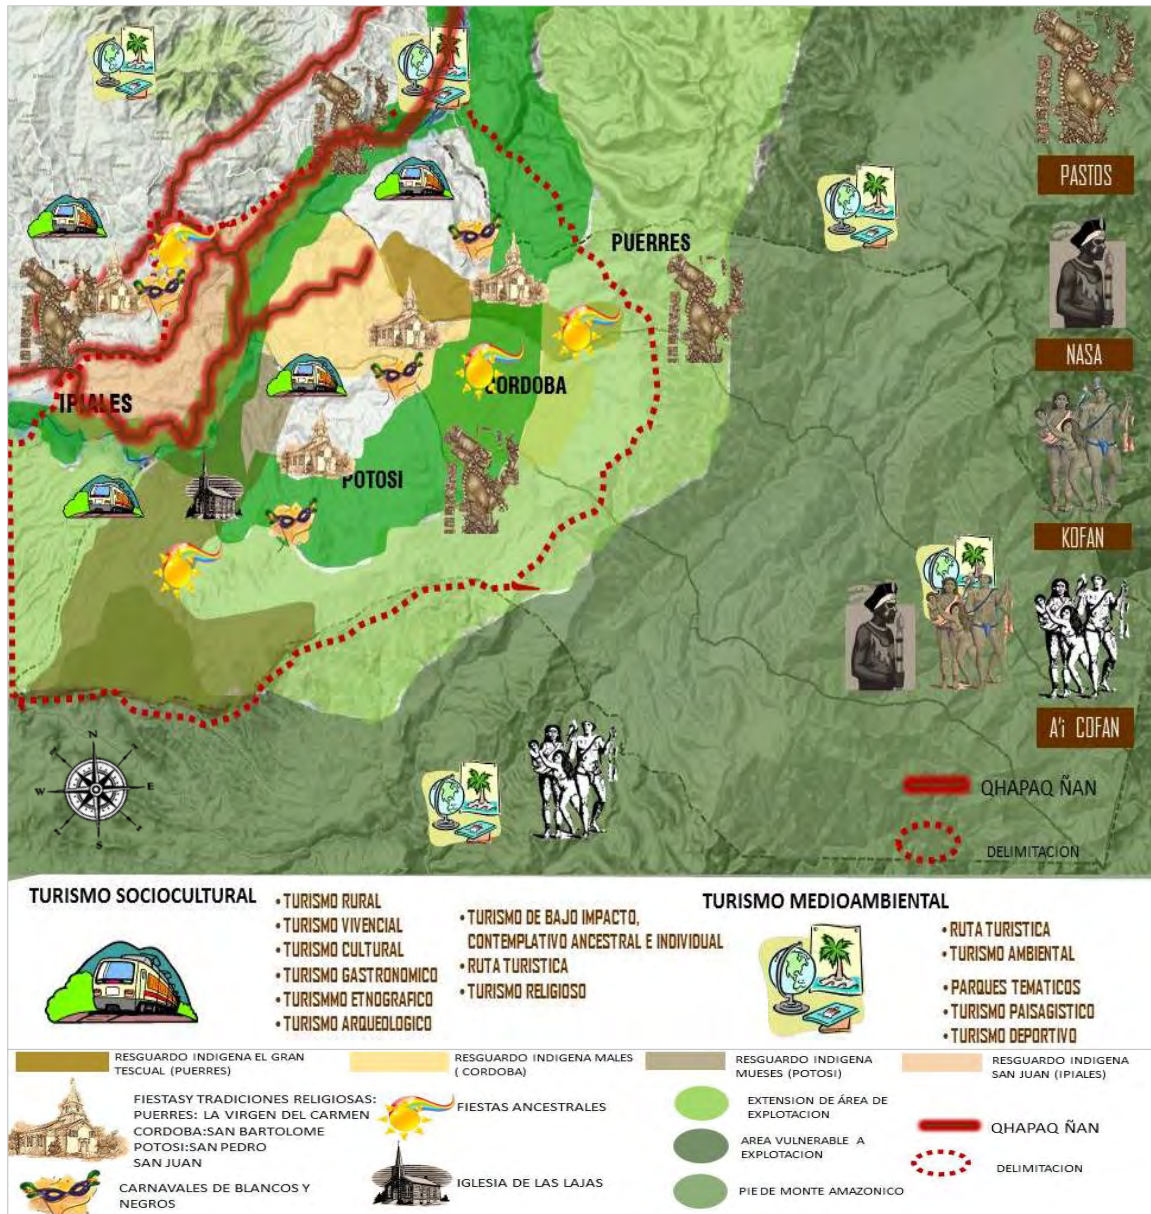 PASTOS
PUERRES
NASA
IPIALES
CORDOBA
POTOSI
KOFAN
A'i COFAN
QHAPAQ ÑAN
DELIMITACION
N
W
E
S
TURISMO SOCIOCULTURAL
• TURISMO RURAL
• TURISMO VIVENCIAL
• TURISMO CULTURAL
• TURISMO GASTRONOMICO
• TURISMMO ETNOGRAFICO
• TURISMO ARQUEOLOGICO
• TURISMO DE BAJO IMPACTO,
CONTEMPLATIVO ANCESTRAL E INDIVIDUAL
• RUTA TURISTICA
• TURISMO RELIGIOSO
TURISMO MEDIOAMBIENTAL
• RUTA TURISTICA
• TURISMO AMBIENTAL
• PARQUES TEMATICOS
• TURISMO PAISAGISTICO
• TURISMO DEPORTIVO
RESGUARDO INDIGENA EL GRAN
TESCUAL (PUERRES)
RESGUARDO INDIGENA MALES
( CORDOBA)
RESGUARDO INDIGENA
MUESES (POTOSI)
RESGUARDO INDIGENA
SAN JUAN (IPIALES)
FIESTAS Y TRADICIONES RELIGIOSAS:
PUERRES: LA VIRGEN DEL CARMEN
CORDOBA:SAN BARTOLOME
POTOSI:SAN PEDRO
SAN JUAN
CARNAVALES DE BLANCOS Y
NEGROS
FIESTAS ANCESTRALES
IGLESIA DE LAS LAJAS
EXTENSION DE ÁREA DE
EXPLOTACION
AREA VULNERABLE A
EXPLOTACION
PIE DE MONTE AMAZONICO
QHAPAQ ÑAN
DELIMITACION